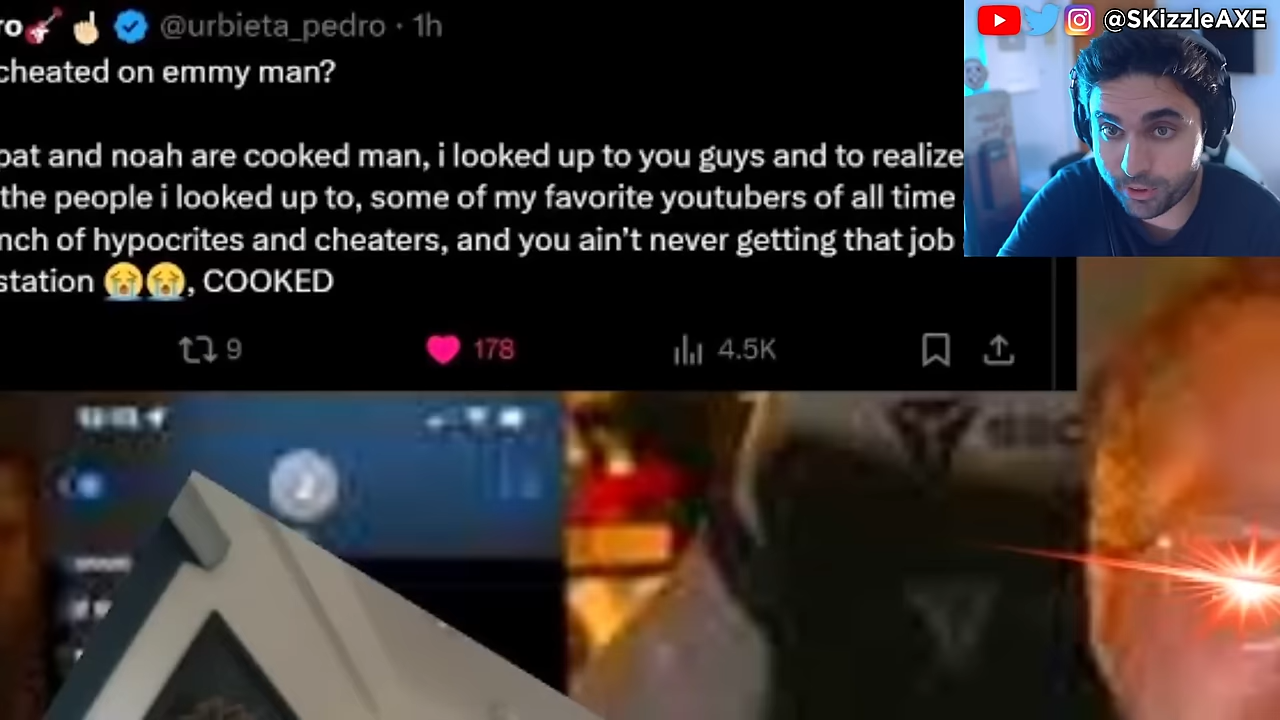 ro @urbieta_pedro · 1h
@SKizzleAXE
cheated on emmy man?
pat and noah are cooked man, i looked up to you guys and to realize
the people i looked up to, some of my favorite youtubers of all time
nch of hypocrites and cheaters, and you ain't never getting that job
station 😭😭, COOKED
9 178 4.5K